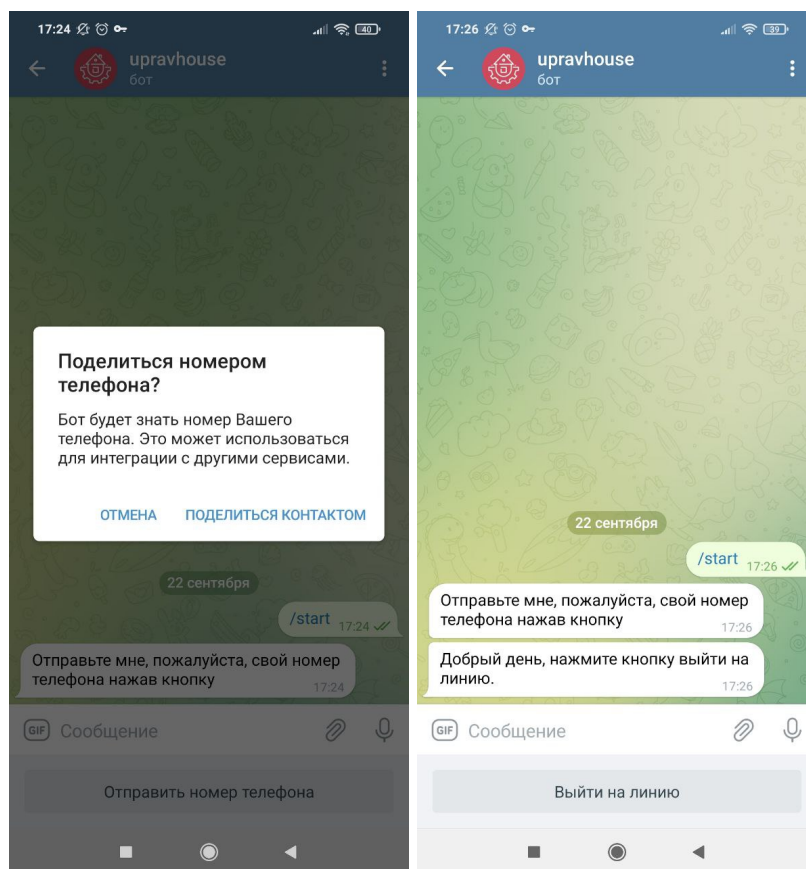 17:24
40
upravhouse
бот
Поделиться номером
телефона?
Бот будет знать номер Вашего
телефона. Это может использоваться
для интеграции с другими сервисами.
ОТМЕНА ПОДЕЛИТЬСЯ КОНТАКТОМ
22 сентября
/start 17:24
Отправьте мне, пожалуйста, свой номер
телефона нажав кнопку 17:24
GIF Сообщение
Отправить номер телефона
17:26
39
upravhouse
бот
22 сентября
/start 17:26
Отправьте мне, пожалуйста, свой номер
телефона нажав кнопку 17:26
Добрый день, нажмите кнопку выйти на
линию. 17:26
GIF Сообщение
Выйти на линию